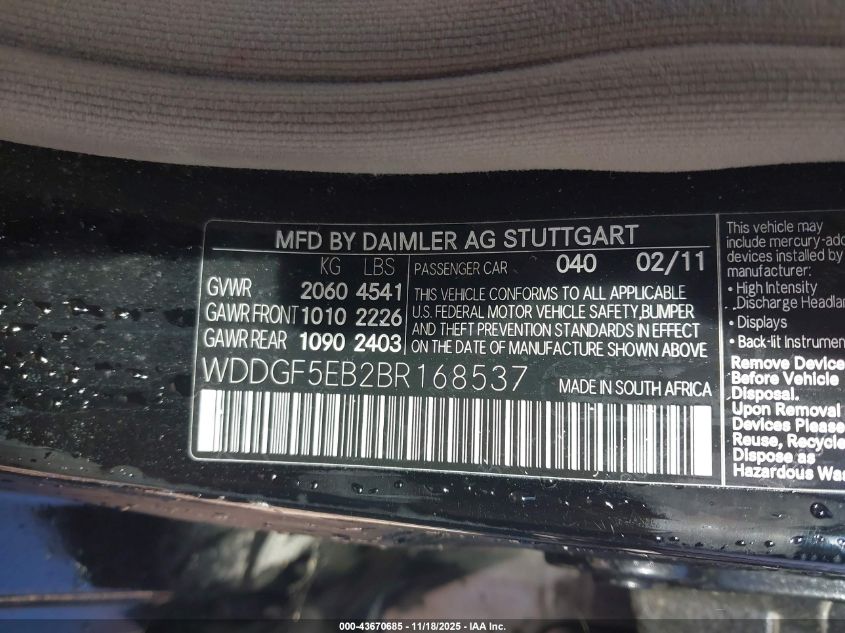 MFD BY DAIMLER AG STUTTGART
KG LBS
GVWR 2060 4541
GAWR FRONT 1010 2226
GAWR REAR 1090 2403
PASSENGER CAR 040 02/11
THIS VEHICLE CONFORMS TO ALL APPLICABLE
U.S. FEDERAL MOTOR VEHICLE SAFETY,BUMPER
AND THEFT PREVENTION STANDARDS IN EFFECT
ON THE DATE OF MANUFACTURE SHOWN ABOVE
WDDGF5EB2BR168537
MADE IN SOUTH AFRICA
This vehicle may
include mercury-
devices installed by
manufacturer:
• High Intensity
Discharge
• Displays
• Back-lit
Remove Device
Before Vehicle
Disposal.
Upon Removal
Devices Please
Reuse, Recycle
Dispose as
Hazardous
000-43670685 - 11/18/2025 - IAA Inc.